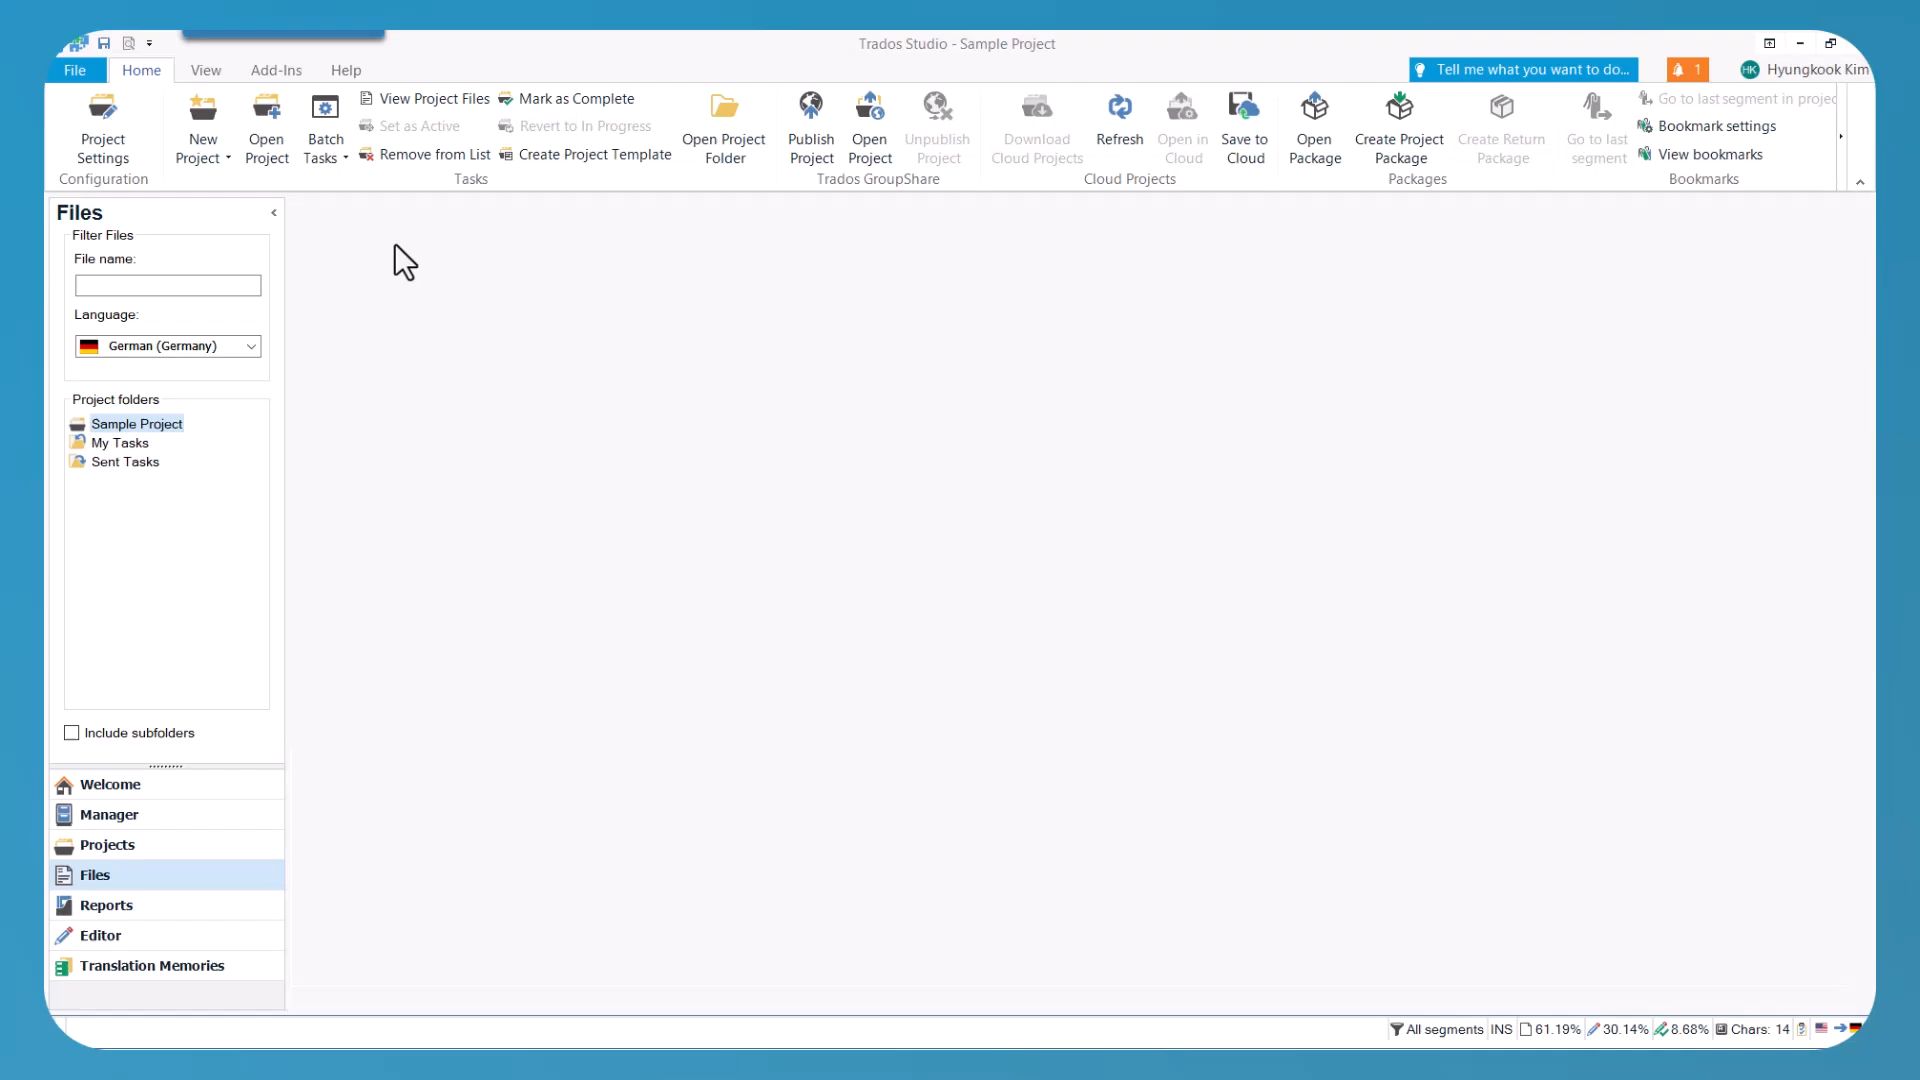 Trados Studio - Sample Project
File
Home
View
Add-Ins
Help
Tell me what you want to do...
1
HK
Hyungkook Kim
Project Settings
Configuration
New Project
Open Project
Batch Tasks
View Project Files
Set as Active
Remove from List
Mark as Complete
Revert to In Progress
Create Project Template
Tasks
Open Project Folder
Publish Project
Open Project
Unpublish Project
Trados GroupShare
Download Cloud Projects
Refresh
Open in Cloud
Save to Cloud
Cloud Projects
Open Package
Create Project Package
Create Return Package
Packages
Go to last segment
Go to last segment in projec
Bookmark settings
View bookmarks
Bookmarks
Files
Filter Files
File name:
Language:
German (Germany)
Project folders
Sample Project
My Tasks
Sent Tasks
Include subfolders
Welcome
Manager
Projects
Files
Reports
Editor
Translation Memories
All segments
INS
61.19%
30.14%
8.68%
Chars: 14